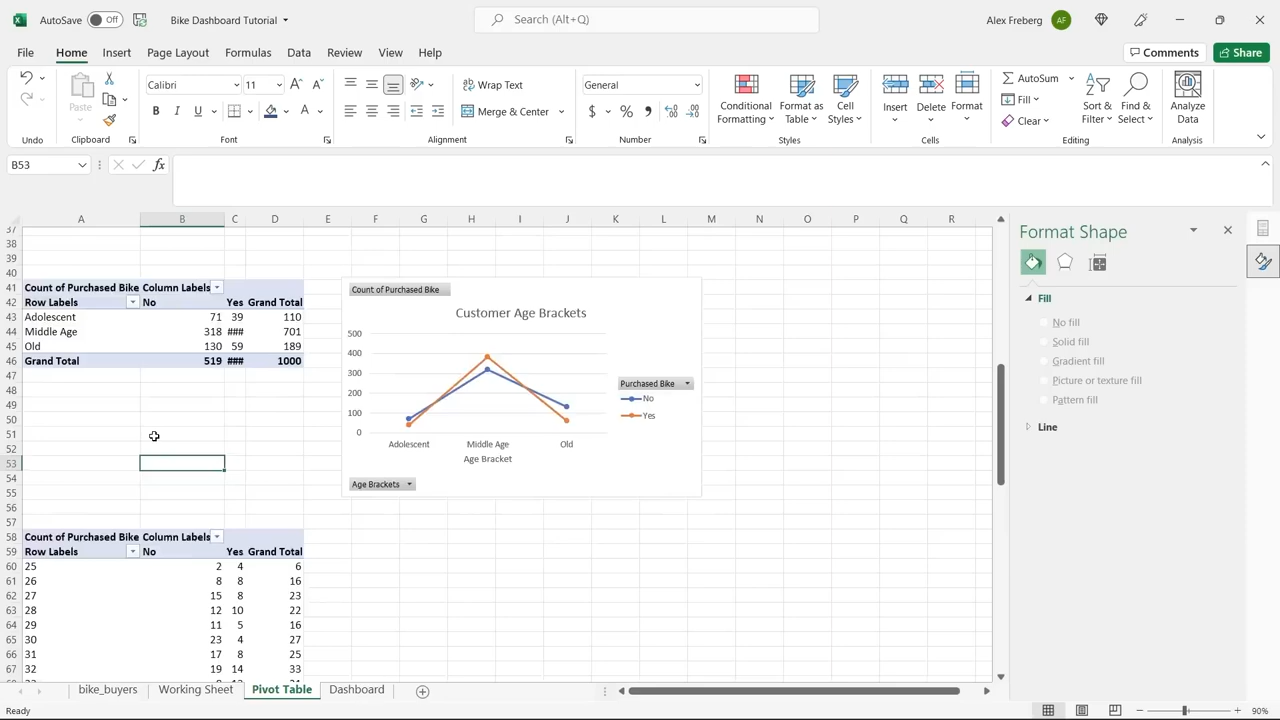 AutoSave Off Bike Dashboard Tutorial Search (Alt+Q) Alex Freberg AF
File Home Insert Page Layout Formulas Data Review View Help Comments Share
Paste Calibri 11 B I U A A A Wrap Text Merge & Center General $ % , Conditional Formatting Format as Table Cell Styles Insert Delete Format AutoSum Fill Clear Sort & Filter Find & Select Analyze Data
Undo Clipboard Font Alignment Number Styles Cells Editing Analysis
B53 fx
A B C D E F G H I J K L M N O P Q R
37
38
39
40
41 Count of Purchased Bike Column Labels
42 Row Labels No Yes Grand Total
43 Adolescent 71 39 110
44 Middle Age 318 ### 701
45 Old 130 59 189
46 Grand Total 519 ### 1000
47
48
49
50
51
52
53
54
55
56
57
58 Count of Purchased Bike Column Labels
59 Row Labels No Yes Grand Total
60 25 2 4 6
61 26 8 8 16
62 27 15 8 23
63 28 12 10 22
64 29 11 5 16
65 30 23 4 27
66 31 17 8 25
67 32 19 14 33
Count of Purchased Bike
Customer Age Brackets
500
400
300
200
100
0
Adolescent Middle Age Old
Age Bracket
Purchased Bike
No
Yes
Age Brackets
Format Shape
Fill
No fill
Solid fill
Gradient fill
Picture or texture fill
Pattern fill
Line
bike_buyers Working Sheet Pivot Table Dashboard
Ready 90%